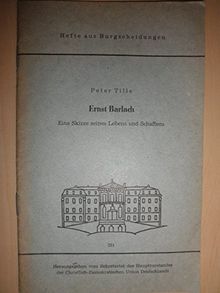 Hefte aus Burgscheidungen
Peter Tille
Ernst Barlach
Eine Skizze seines Lebens und Schaffens
Herausgegeben vom Sekretariat des Hauptvorstandes
der Christlich-Demokratischen Union Deutschlands